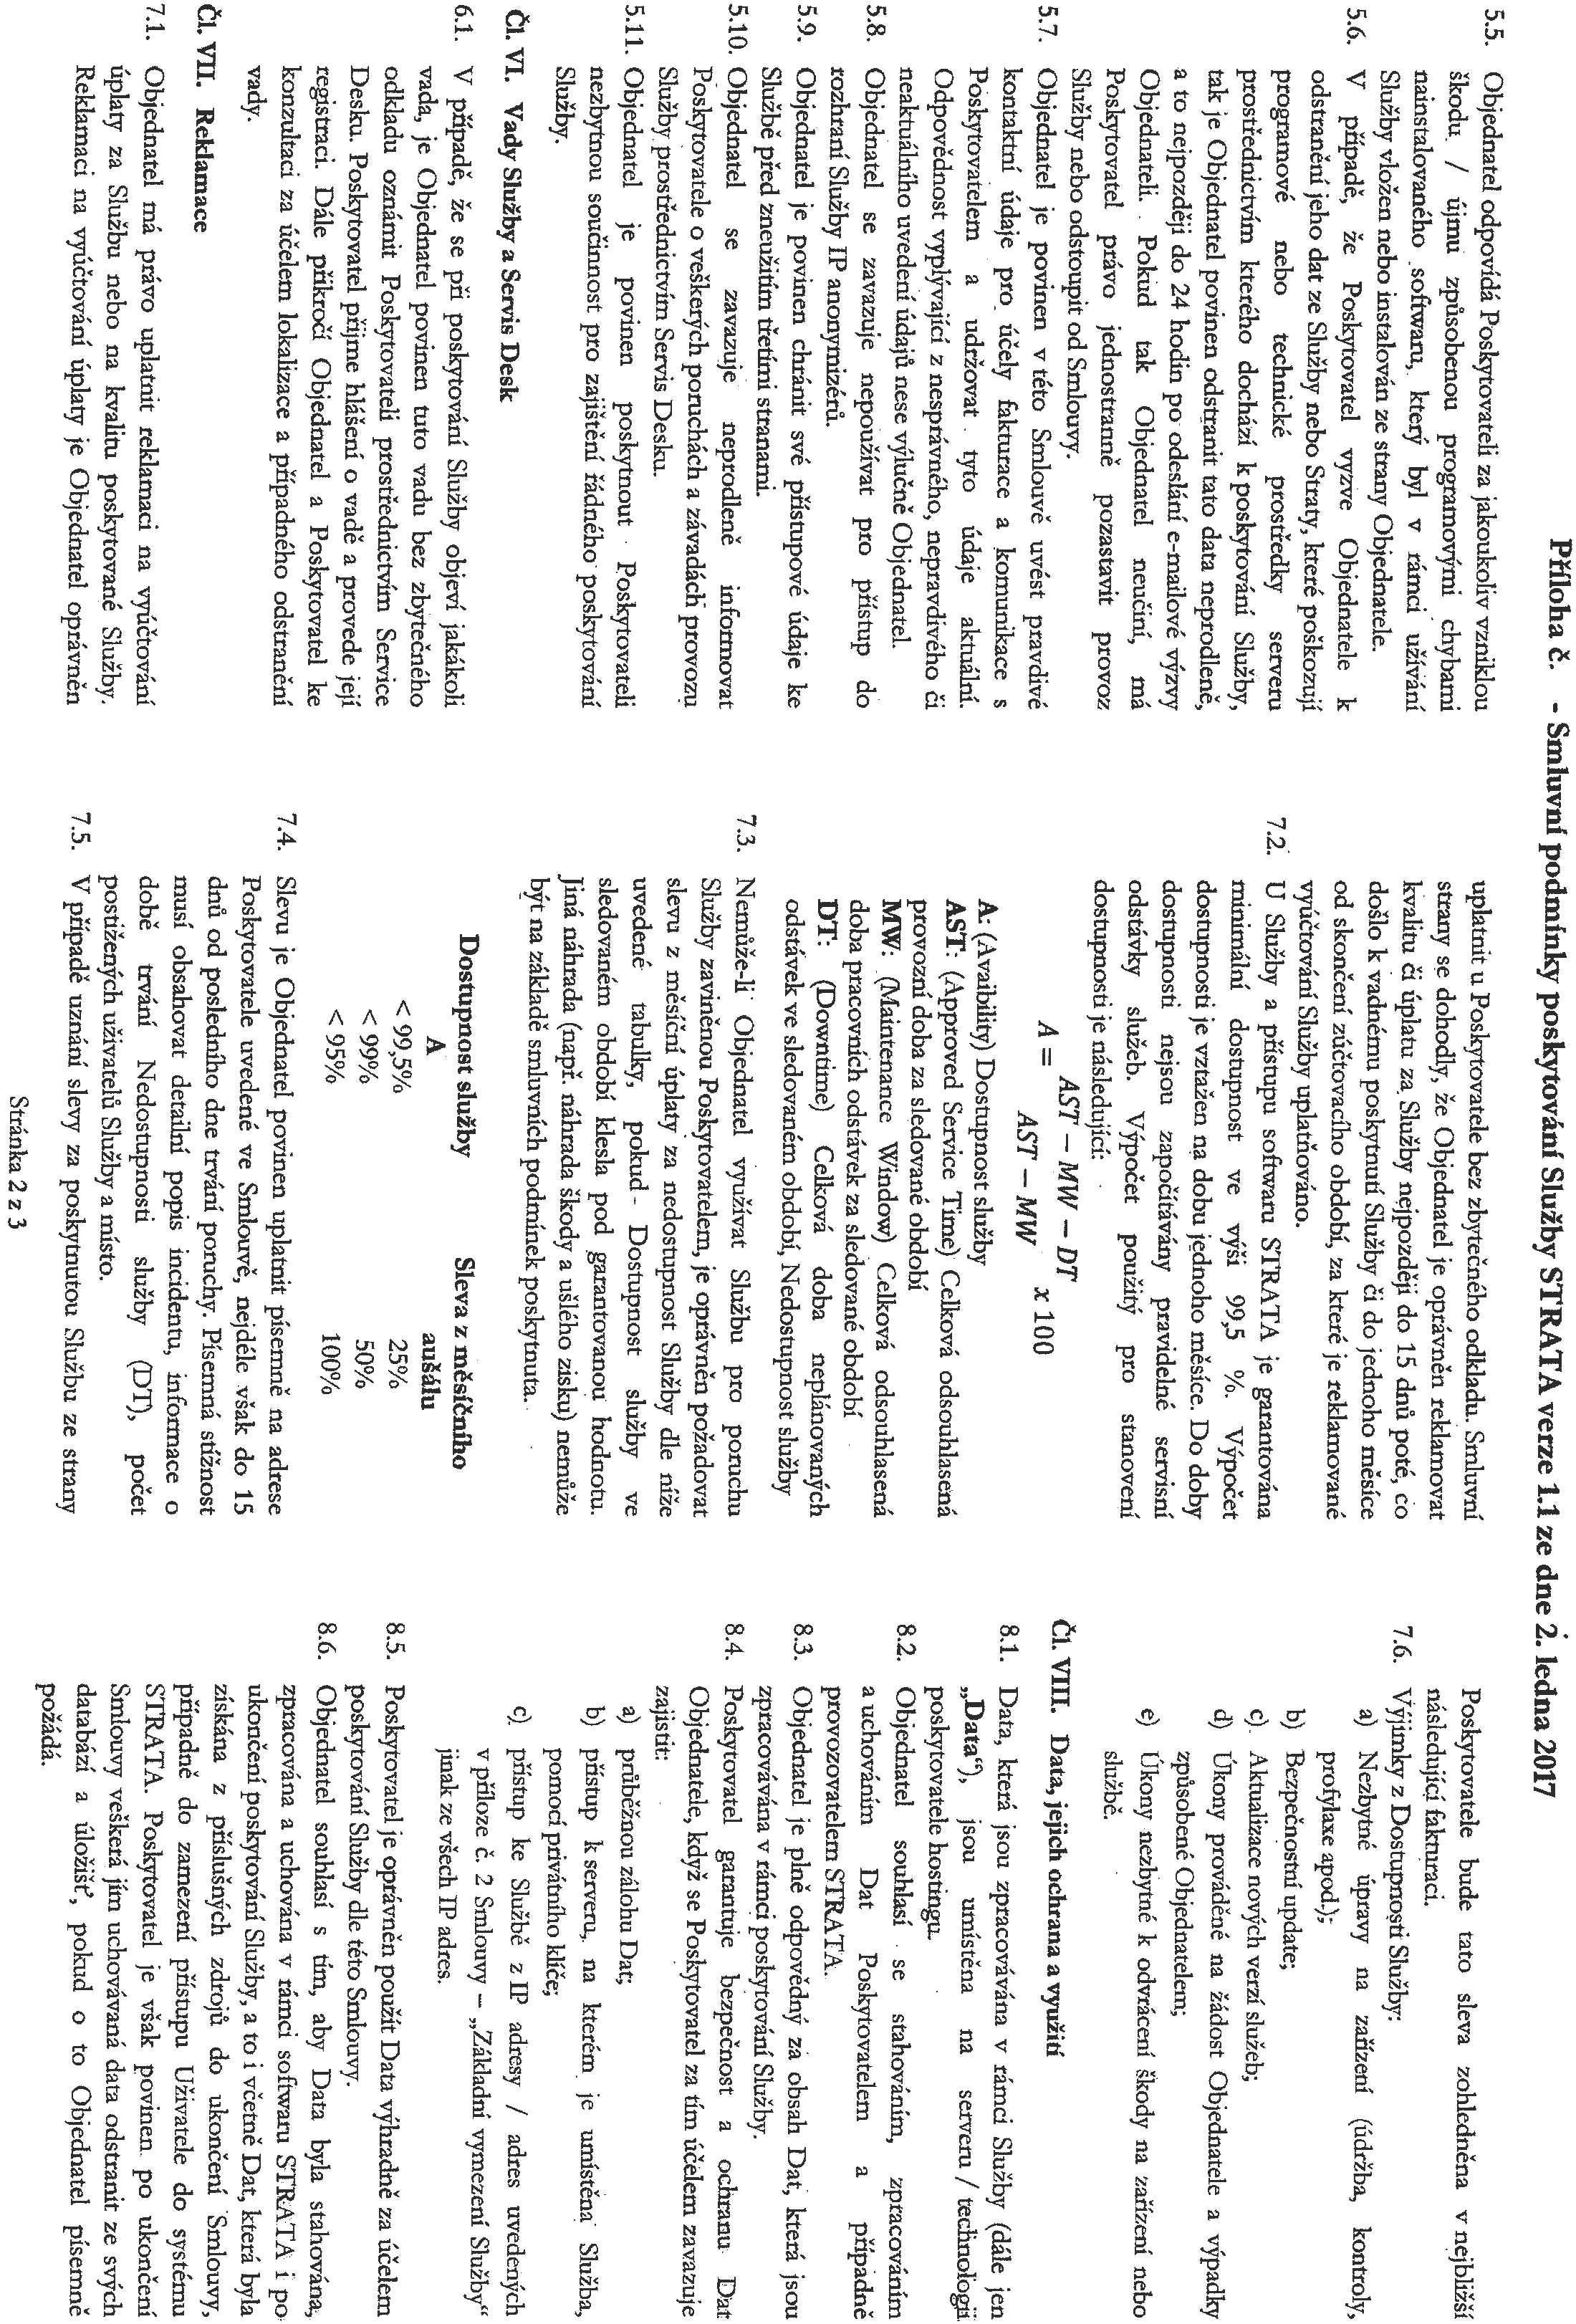 Příloha č. - Smluvní podmínky poskytování Služby STRATA verze 1.1 ze dne 2. ledna 2017
5.5. Objednatel odpovídá Poskytovateli za jakoukoliv vzniklou
škodu / újmu způsobenou programovými chybami
nainstalovaného softwaru, který byl v rámci užívání
Služby vložen nebo instalován ze strany Objednatele.
5.6. V případě, že Poskytovatel vyzve Objednatele k
odstranění jeho dat ze Služby nebo Straty, které poškozují
programové nebo technické prostředky serveru
prostřednictvím kterého dochází k poskytování Služby,
tak je Objednatel povinen odstranit tato data neprodleně,
a to nejpozději do 24 hodin po odeslání e-mailové výzvy
Objednateli. Pokud tak Objednatel neučiní, má
Poskytovatel právo jednostranně pozastavit provoz
Služby nebo odstoupit od Smlouvy.
5.7. Objednatel je povinen v této Smlouvě uvést pravdivé
kontaktní údaje pro účely fakturace a komunikace s
Poskytovatelem a udržovat tyto údaje aktuální.
Odpovědnost vyplývající z nesprávného, nepravdivého či
neaktuálního uvedení údajů nese výlučně Objednatel.
5.8. Objednatel se zavazuje nepoužívat pro přístup do
rozhraní Služby IP anonymizérů.
5.9. Objednatel je povinen chránit své přístupové údaje ke
Službě před zneužitím třetími stranami.
5.10. Objednatel se zavazuje neprodleně informovat
Poskytovatele o veškerých poruchách a závadách provozu
Služby prostřednictvím Servis Desku.
5.11. Objednatel je povinen poskytnout Poskytovateli
nezbytnou součinnost pro zajištění řádného poskytování
Služby.
Čl. VI. Vady Služby a Servis Desk
6.1. V případě, že se při poskytování Služby objeví jakákoli
vada, je Objednatel povinen tuto vadu bez zbytečného
odkladu oznámit Poskytovateli prostřednictvím Service
Desku. Poskytovatel přijme hlášení o vadě a provede její
registraci. Dále přikročí Objednatel a Poskytovatel ke
konzultaci za účelem lokalizace a případného odstranění
vady.
Čl. VII. Reklamace
7.1. Objednatel má právo uplatnit reklamaci na vyúčtování
úplaty za Službu nebo na kvalitu poskytované Služby.
Reklamaci na vyúčtování úplaty je Objednatel oprávněn
uplatnit u Poskytovatele bez zbytečného odkladu. Smluvní
strany se dohodly, že Objednatel je oprávněn reklamovat
kvalitu či úplatu za Služby nejpozději do 15 dnů poté, co
došlo k vadnému poskytnutí Služby či do jednoho měsíce
od skončení zúčtovacího období, za které je reklamované
vyúčtování Služby uplatňováno.
7.2. U Služby a přístupu softwaru STRATA je garantována
minimální dostupnost ve výši 99,5 %. Výpočet
dostupnosti je vztažen na dobu jednoho měsíce. Do doby
dostupnosti nejsou započítávány pravidelné servisní
odstávky služeb. Výpočet použitý pro stanovení
dostupnosti je následující:
A = AST − MW − DT / AST − MW x 100
A: (Avaibility) Dostupnost služby
AST: (Approved Service Time) Celková odsouhlasená
provozní doba za sledované období
MW: (Maintenance Window) Celková odsouhlasená
doba pracovních odstávek za sledované období
DT: (Downtime) Celková doba neplánovaných
odstávek ve sledovaném období, Nedostupnost služby
7.3. Nemůže-li Objednatel využívat Službu pro poruchu
Služby zaviněnou Poskytovatelem, je oprávněn požadovat
slevu z měsíční úplaty za nedostupnost Služby dle níže
uvedené tabulky, pokud Dostupnost služby ve
sledovaném období klesla pod garantovanou hodnotu.
Jiná náhrada (např. náhrada škody a ušlého zisku) nemůže
být na základě smluvních podmínek poskytnuta.
Dostupnost služby Sleva z měsíčního
A aušálu
< 99,5% 25%
< 99% 50%
< 95% 100%
7.4. Slevu je Objednatel povinen uplatnit písemně na adrese
Poskytovatele uvedené ve Smlouvě, nejdéle však do 15
dnů od posledního dne trvání poruchy. Písemná stížnost
musí obsahovat detailní popis incidentu, informace o
době trvání Nedostupnosti služby (DT), počet
postižených uživatelů Služby a místo.
7.5. V případě uznání slevy za poskytnutou Službu ze strany
Poskytovatele bude tato sleva zohledněna v nejbližší
následující fakturaci.
7.6. Výjimky z Dostupnosti Služby:
a) Nezbytné úpravy na zařízení (údržba, kontroly,
profylaxe apod.);
b) Bezpečnostní update;
c) Aktualizace nových verzí služeb;
d) Úkony prováděné na žádost Objednatele a výpadky
způsobené Objednatelem;
e) Úkony nezbytné k odvrácení škody na zařízení nebo
službě.
Čl. VIII. Data, jejich ochrana a využití
8.1. Data, která jsou zpracovávána v rámci Služby (dále jen
„Data“), jsou umístěna na serveru / technologii
poskytovatele hostingu.
8.2. Objednatel souhlasí se stahováním, zpracováním
a uchováním Dat Poskytovatelem a případně
provozovatelem STRATA.
8.3. Objednatel je plně odpovědný za obsah Dat, která jsou
zpracovávána v rámci poskytování Služby.
8.4. Poskytovatel garantuje bezpečnost a ochranu Dat
Objednatele, když se Poskytovatel za tím účelem zavazuje
zajistit:
a) průběžnou zálohu Dat;
b) přístup k serveru, na kterém je umístěna Služba,
pomocí privátního klíče;
c) přístup ke Službě z IP adresy / adres uvedených
v příloze č. 2 Smlouvy – „Základní vymezení Služby“
jinak ze všech IP adres.
8.5. Poskytovatel je oprávněn použít Data výhradně za účelem
poskytování Služby dle této Smlouvy.
8.6. Objednatel souhlasí s tím, aby Data byla stahována,
zpracována a uchována v rámci softwaru STRATA i po
ukončení poskytování Služby, a to i včetně Dat, která byla
získána z příslušných zdrojů do ukončení Smlouvy,
případně do zamezení přístupu Uživatele do systému
STRATA. Poskytovatel je však povinen po ukončení
Smlouvy veškerá jím uchovávaná data odstranit ze svých
databází a úložišť, pokud o to Objednatel písemně
požádá.
Stránka 2 z 3